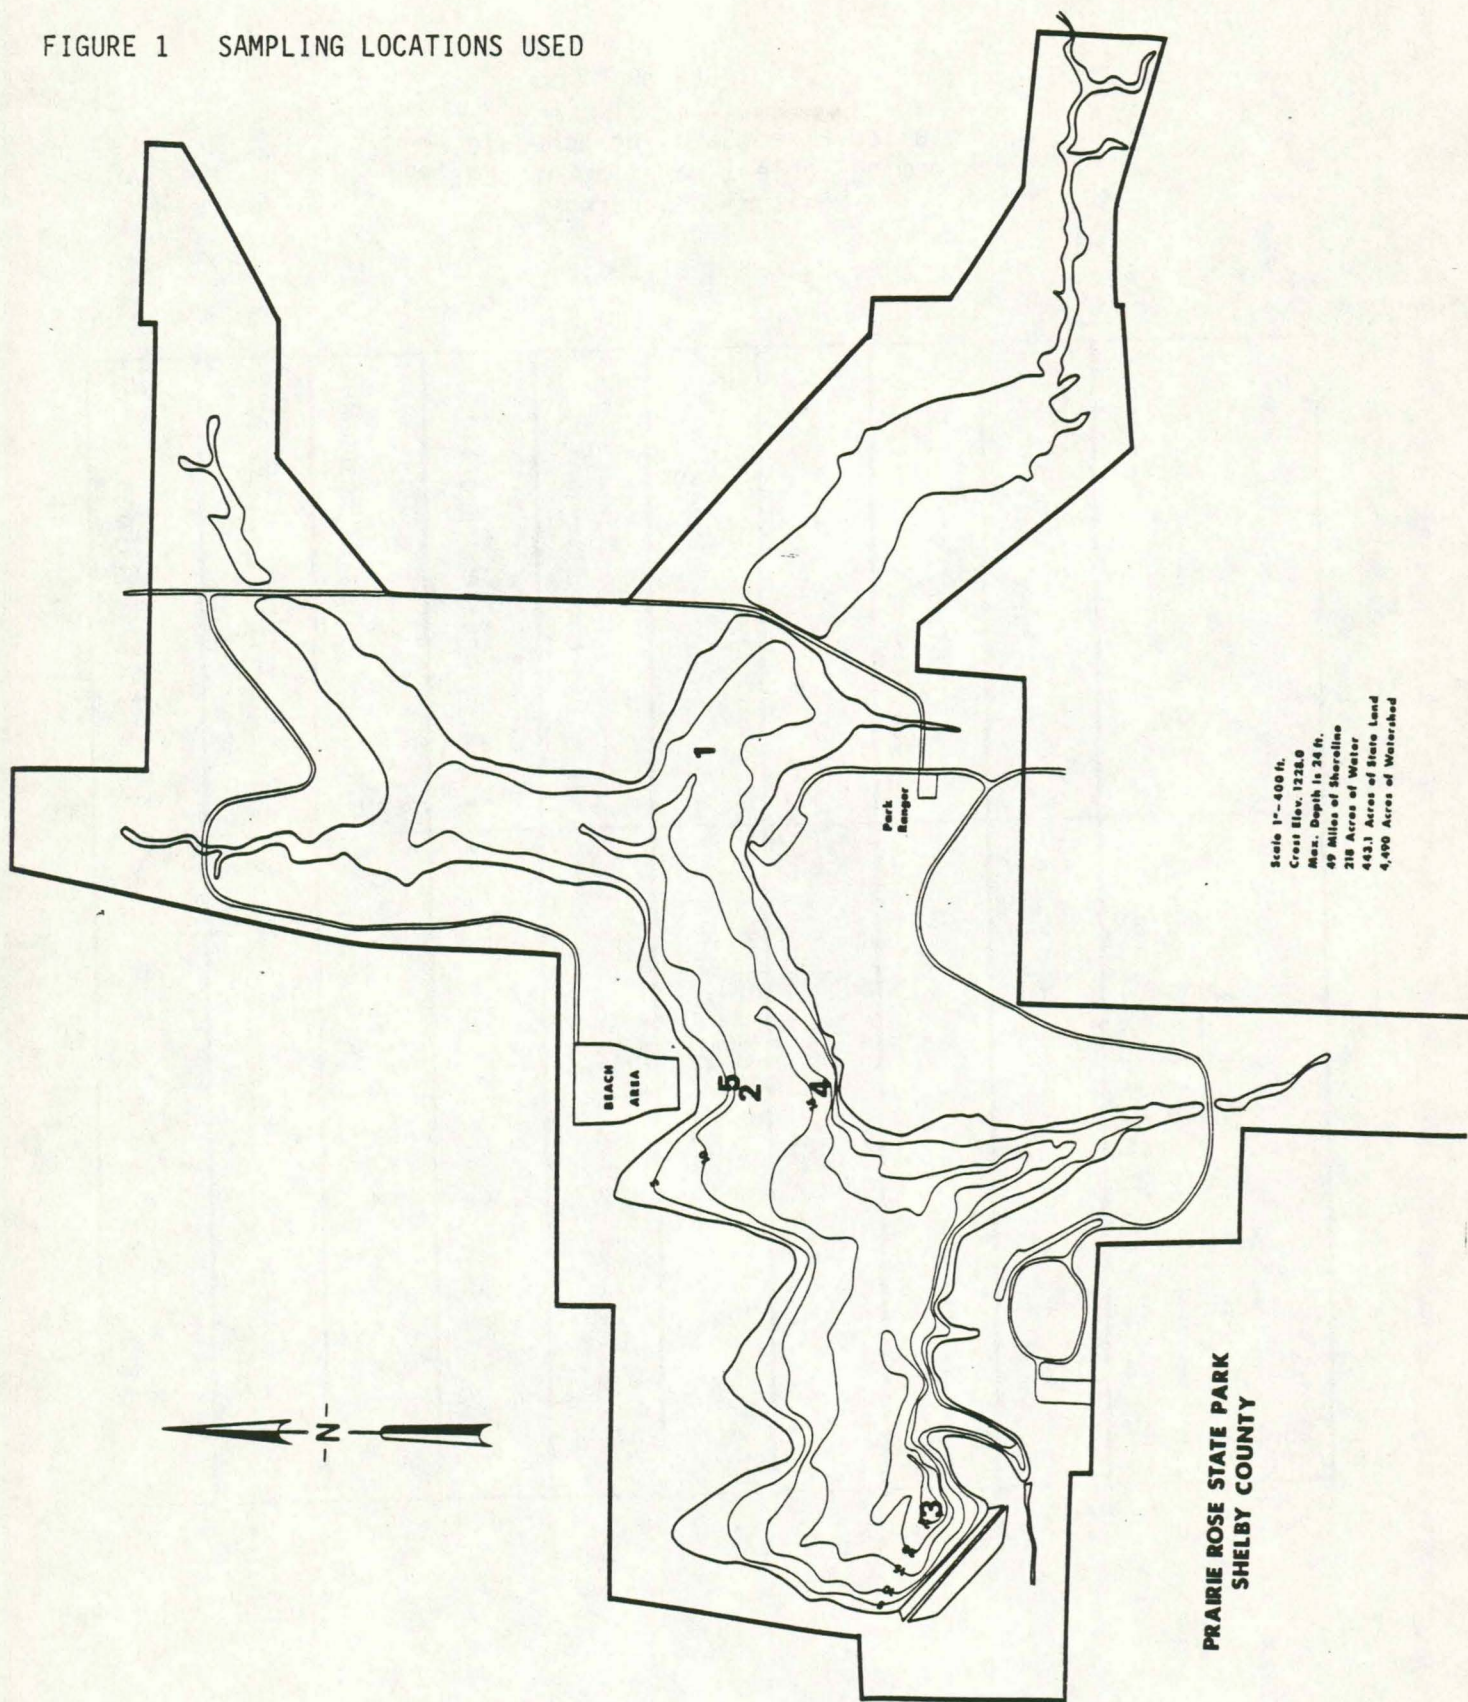 FIGURE 1 SAMPLING LOCATIONS USED
1
Park
Ranger
BEACH
AREA
5
2
4
3
-N-
Scale 1"-400 ft.
Crest Elev. 1228.0
Max. Depth is 24 ft.
49 Miles of Shoreline
218 Acres of Water
443.1 Acres of State Land
4,490 Acres of Watershed
PRAIRIE ROSE STATE PARK
SHELBY COUNTY